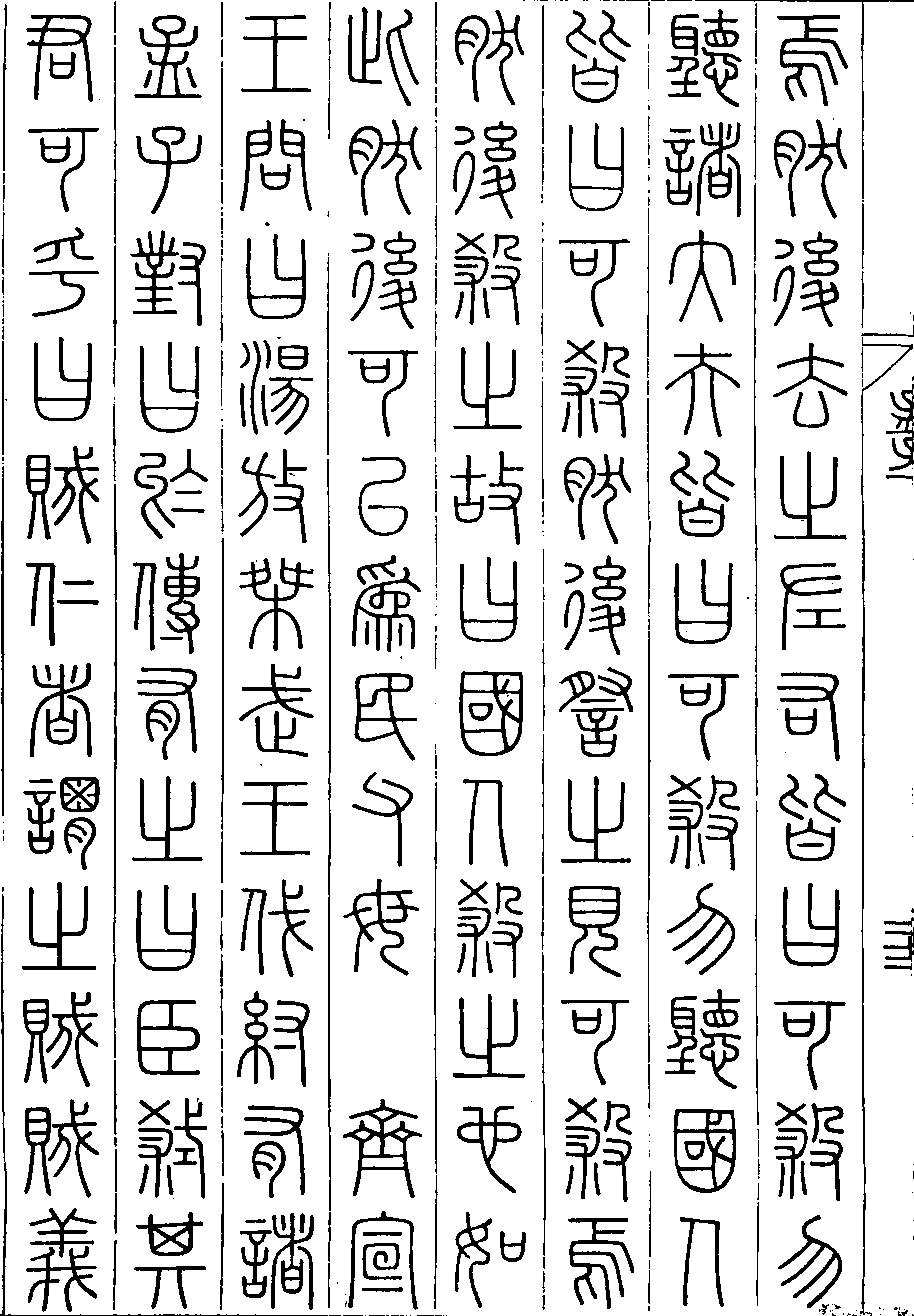 焉然後去之左右皆曰可殺勿
聽諸大夫皆曰可殺勿聽國人
皆曰可殺然後察之見可殺焉
然後殺之故曰國人殺之也如
此然後可以為民父母　齊宣
王問曰湯放桀武王伐紂有諸
孟子對曰於傳有之曰臣弒其
君可乎曰賊仁者謂之賊賊義